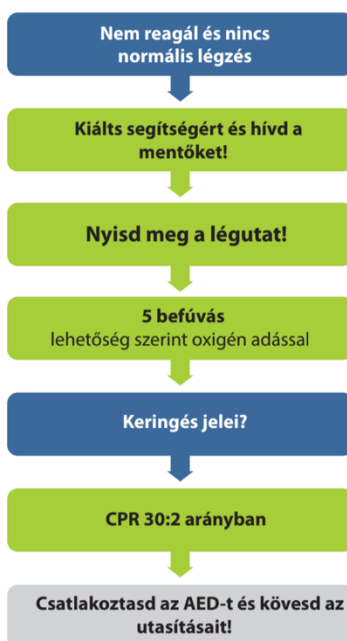 Nem reagál és nincs
normális légzés
Kiálts segítségért és hívd a
mentőket!
Nyisd meg a légutat!
5 befúvás
lehetőség szerint oxigén adással
Keringés jelei?
CPR 30:2 arányban
Csatlakoztasd az AED-t és kövesd az
utasításait!